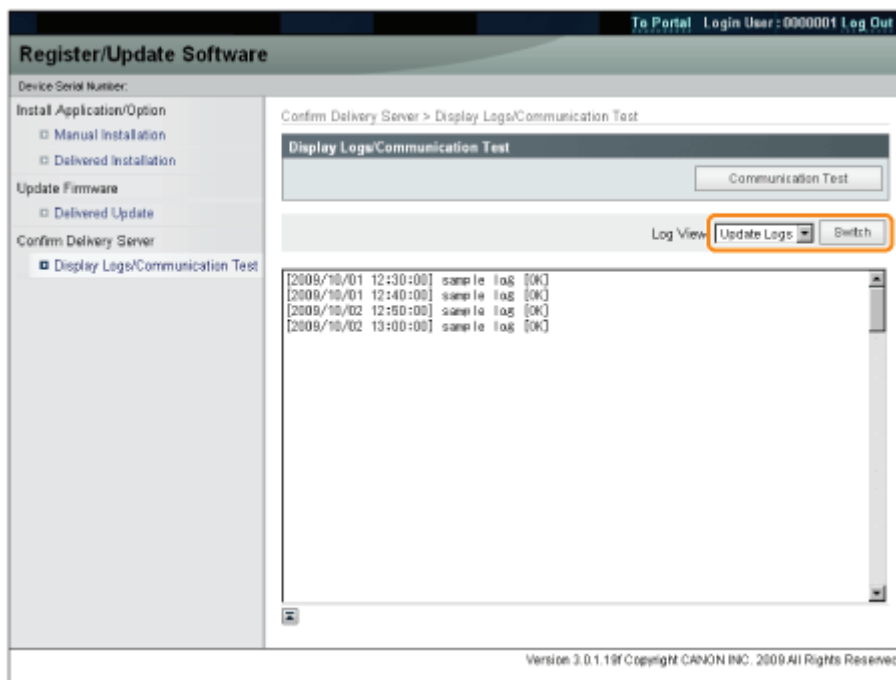 To Portal Login User : 0000001 Log Out
Register/Update Software
Device Serial Number:
Install Application/Option
Manual Installation
Delivered Installation
Update Firmware
Delivered Update
Confirm Delivery Server
Display Logs/Communication Test
Confirm Delivery Server > Display Logs/Communication Test
Display Logs/Communication Test
Communication Test
Log View Update Logs Switch
[2009/10/01 12:30:00] sample log [OK]
[2009/10/01 12:40:00] sample log [OK]
[2009/10/02 12:50:00] sample log [OK]
[2009/10/02 13:00:00] sample log [OK]
Version 3.0.1.19f Copyright CANON INC. 2009 All Rights Reserved